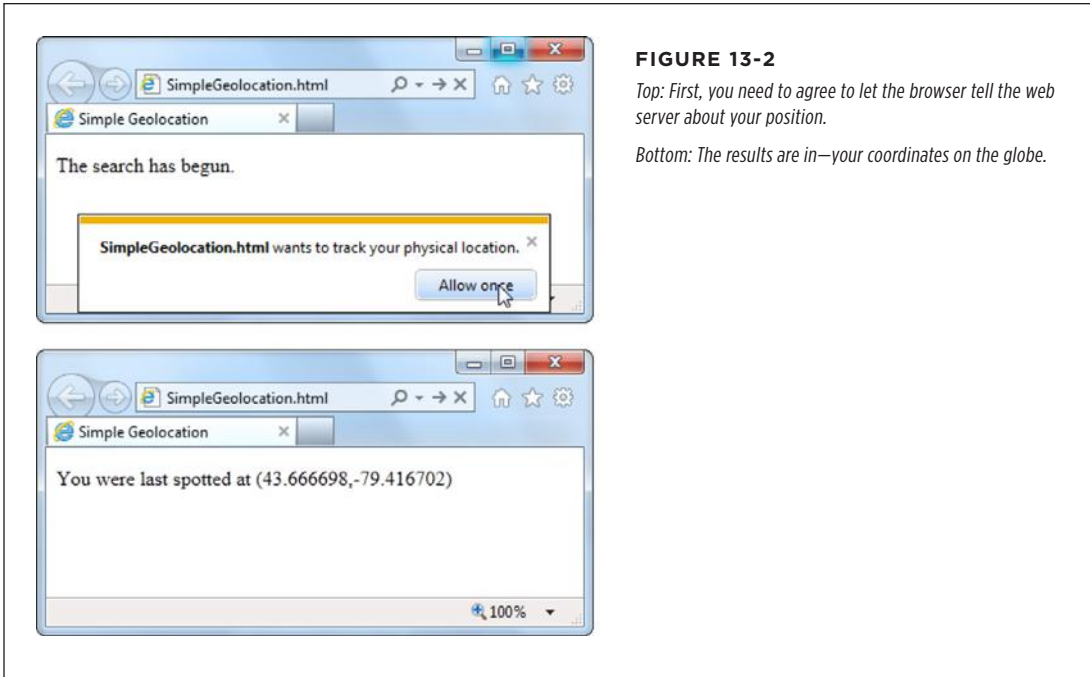 SimpleGeolocation.html
Simple Geolocation
The search has begun.
SimpleGeolocation.html wants to track your physical location.
Allow once
SimpleGeolocation.html
Simple Geolocation
You were last spotted at (43.666698,-79.416702)
100%
FIGURE 13-2
Top: First, you need to agree to let the browser tell the web
server about your position.
Bottom: The results are in—your coordinates on the globe.